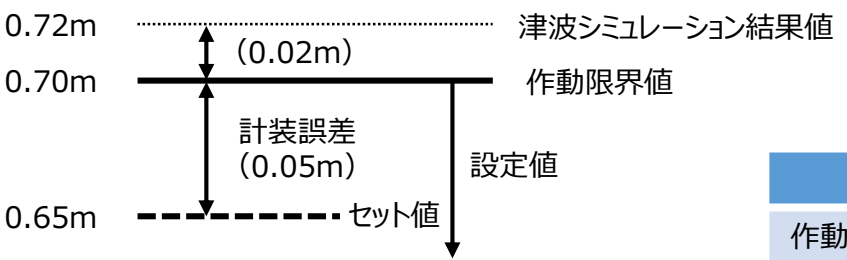 0.72m 津波シミュレーション結果値
（0.02m）
0.70m 作動限界値
計装誤差
（0.05m） 設定値
0.65m セット値
作動